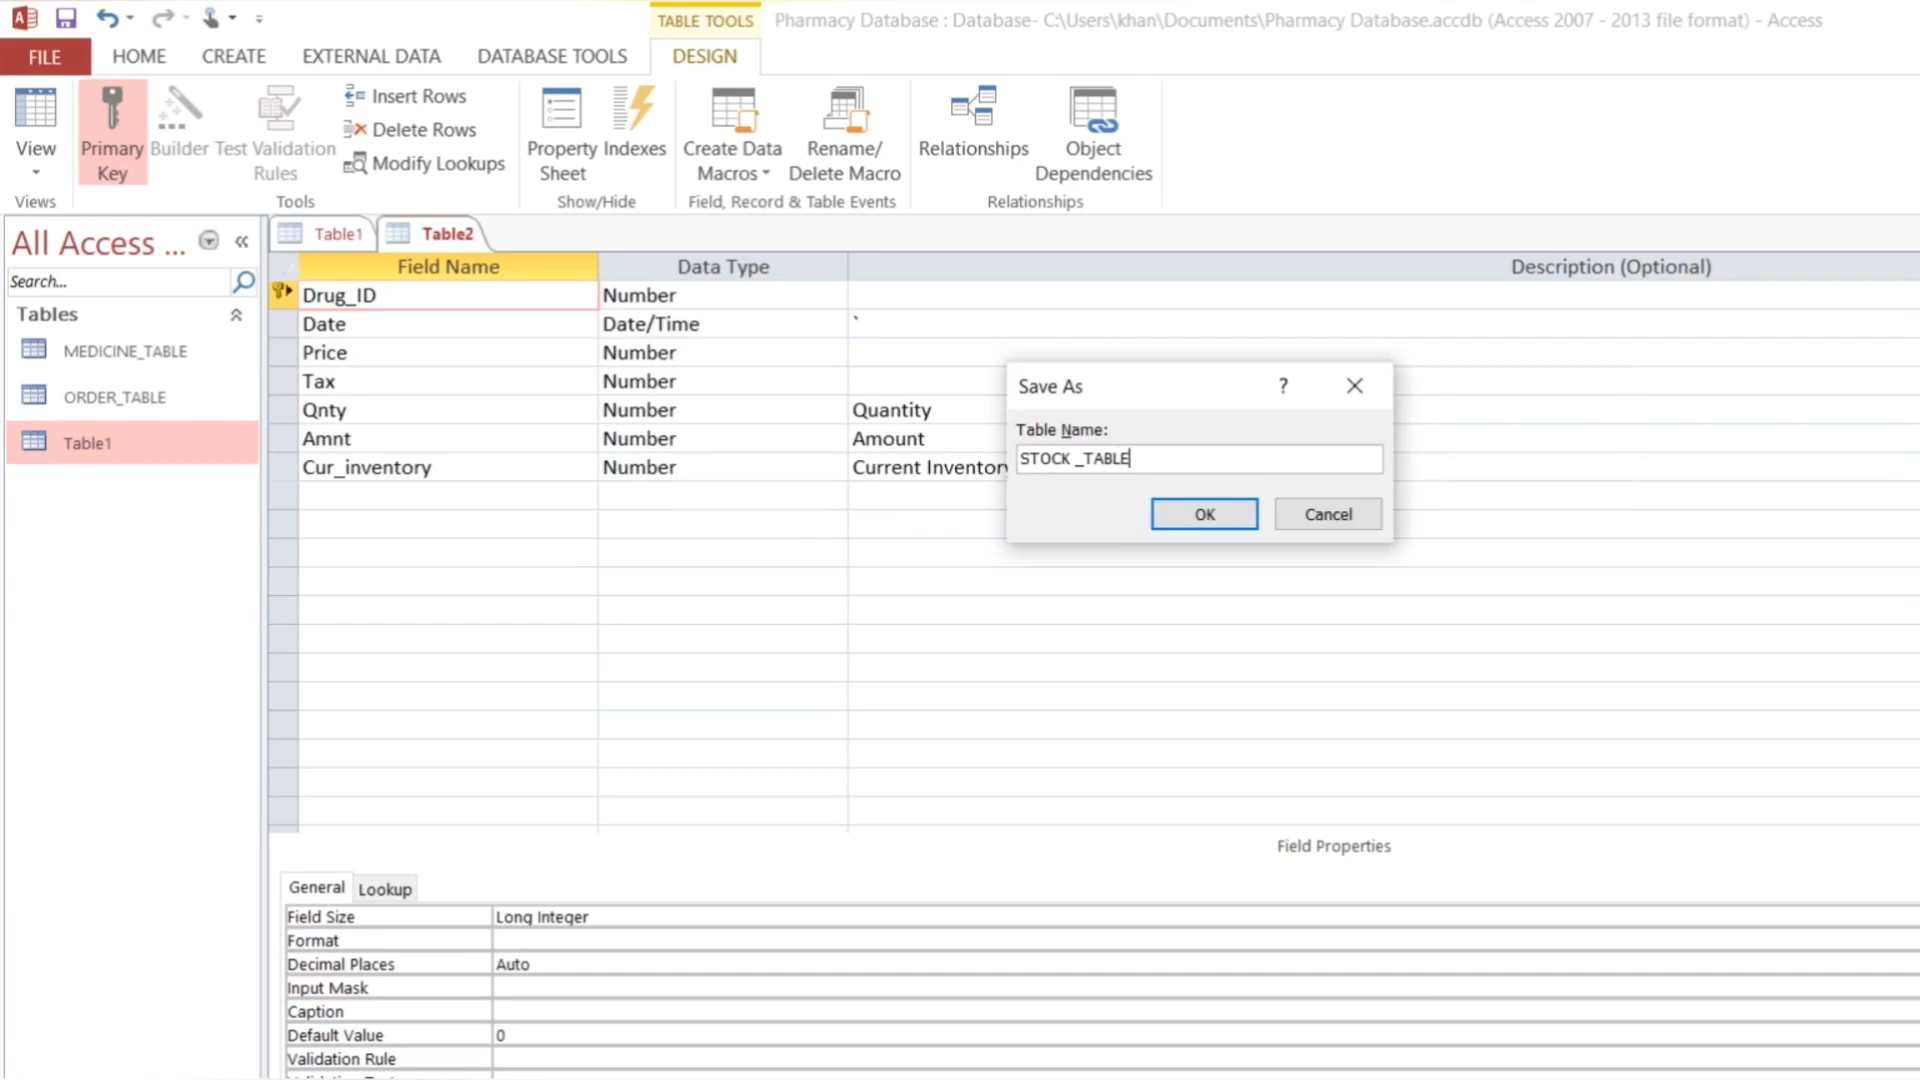 TABLE TOOLS
Pharmacy Database : Database- C:\Users\khan\Documents\Pharmacy Database.accdb (Access 2007 - 2013 file format) - Access
FILE
HOME
CREATE
EXTERNAL DATA
DATABASE TOOLS
DESIGN
View
Primary
Key
Builder
Test Validation
Rules
Insert Rows
Delete Rows
Modify Lookups
Property
Sheet
Indexes
Create Data
Macros
Rename/
Delete Macro
Relationships
Object
Dependencies
Views
Tools
Show/Hide
Field, Record & Table Events
Relationships
All Access ...
Search...
Tables
MEDICINE_TABLE
ORDER_TABLE
Table1
Table1
Table2
Field Name
Data Type
Description (Optional)
Drug_ID
Number
Date
Date/Time
`
Price
Number
Tax
Number
Qnty
Number
Quantity
Amnt
Number
Amount
Cur_inventory
Number
Current Inventory
Save As
?
Table Name:
STOCK _TABLE
OK
Cancel
Field Properties
General
Lookup
Field Size
Long Integer
Format
Decimal Places
Auto
Input Mask
Caption
Default Value
0
Validation Rule